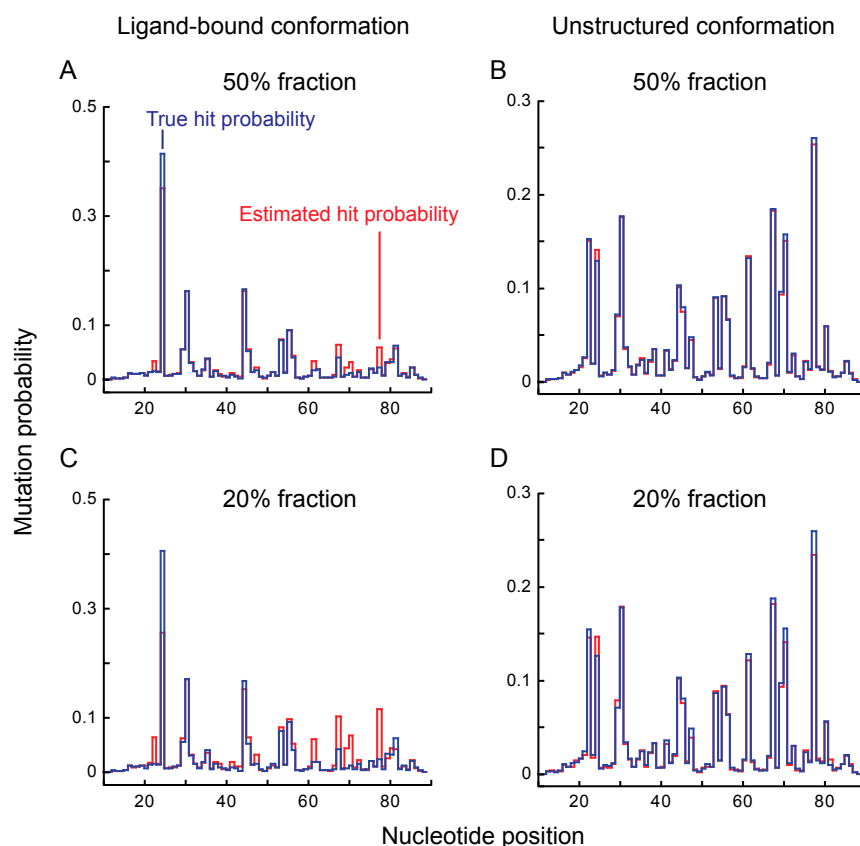 Ligand-bound conformation
Unstructured conformation
A
50% fraction
0.5
0.3
0.1
0
20
40
60
80
True hit probability
Estimated hit probability
B
50% fraction
0.3
0.2
0.1
0
20
40
60
80
Mutation probability
C
20% fraction
0.5
0.3
0.1
0
20
40
60
80
D
20% fraction
0.3
0.2
0.1
0
20
40
60
80
Nucleotide position